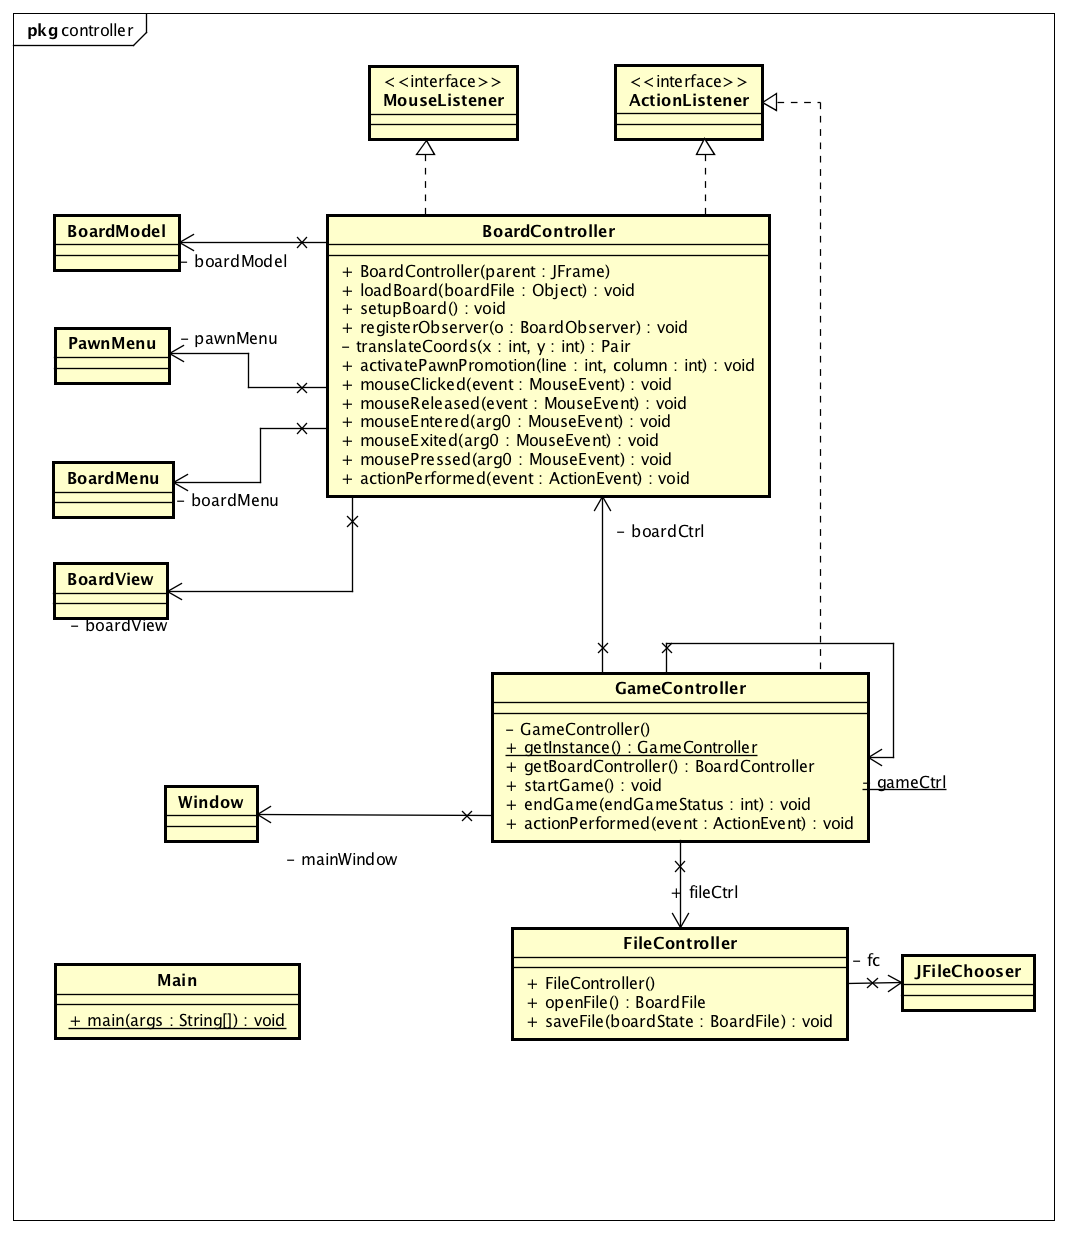 pkg controller
<<interface>>
MouseListener
<<interface>>
ActionListener
BoardModel
- boardModel
BoardController
+ BoardController(parent : JFrame)
+ loadBoard(boardFile : Object) : void
+ setupBoard() : void
+ registerObserver(o : BoardObserver) : void
- translateCoords(x : int, y : int) : Pair
+ activatePawnPromotion(line : int, column : int) : void
+ mouseClicked(event : MouseEvent) : void
+ mouseReleased(event : MouseEvent) : void
+ mouseEntered(arg0 : MouseEvent) : void
+ mouseExited(arg0 : MouseEvent) : void
+ mousePressed(arg0 : MouseEvent) : void
+ actionPerformed(event : ActionEvent) : void
PawnMenu
- pawnMenu
BoardMenu
- boardMenu
BoardView
- boardView
- boardCtrl
GameController
- GameController()
+ getInstance() : GameController
+ getBoardController() : BoardController
+ startGame() : void
+ endGame(endGameStatus : int) : void
+ actionPerformed(event : ActionEvent) : void
- gameCtrl
Window
- mainWindow
+ fileCtrl
FileController
+ FileController()
+ openFile() : BoardFile
+ saveFile(boardState : BoardFile) : void
- fc
JFileChooser
Main
+ main(args : String[]) : void